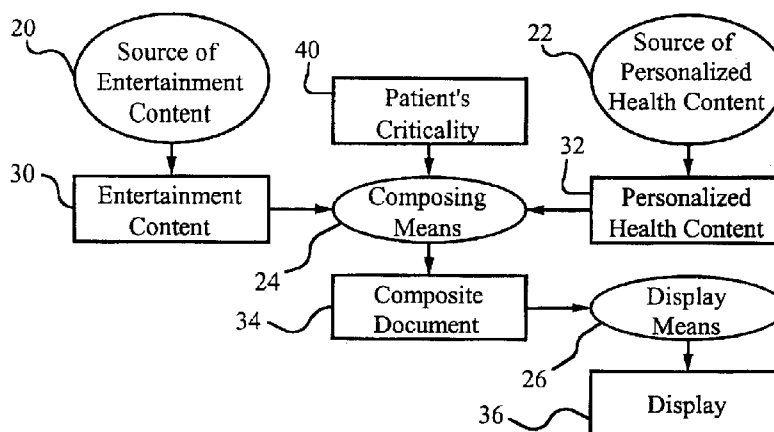 20
Source of
Entertainment
Content
40
Patient's
Criticality
22
Source of
Personalized
Health Content
30
Entertainment
Content
Composing
Means
24
32
Personalized
Health Content
34
Composite
Document
Display
Means
26
36
Display